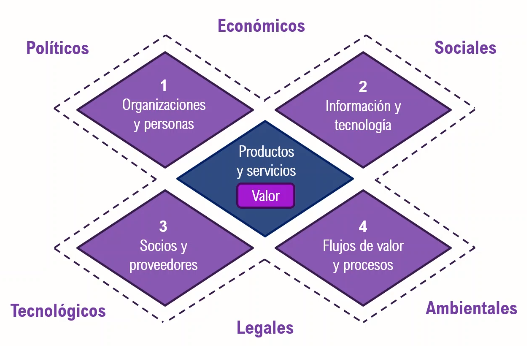 Económicos
Políticos
Sociales
1
Organizaciones
y personas
2
Información y
tecnología
Productos
y servicios
Valor
3
Socios y
proveedores
4
Flujos de valor
y procesos
Tecnológicos
Legales
Ambientales